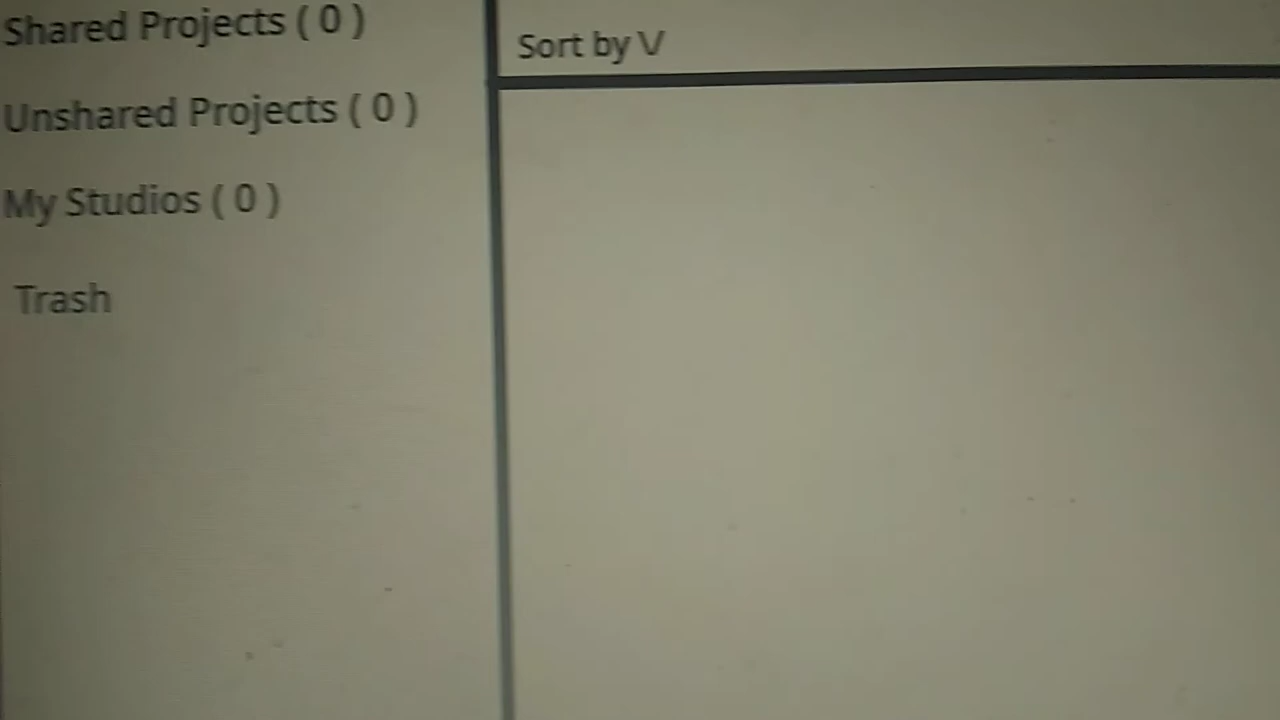 Shared Projects ( 0 )
Unshared Projects ( 0 )
My Studios ( 0 )
Trash
Sort by V